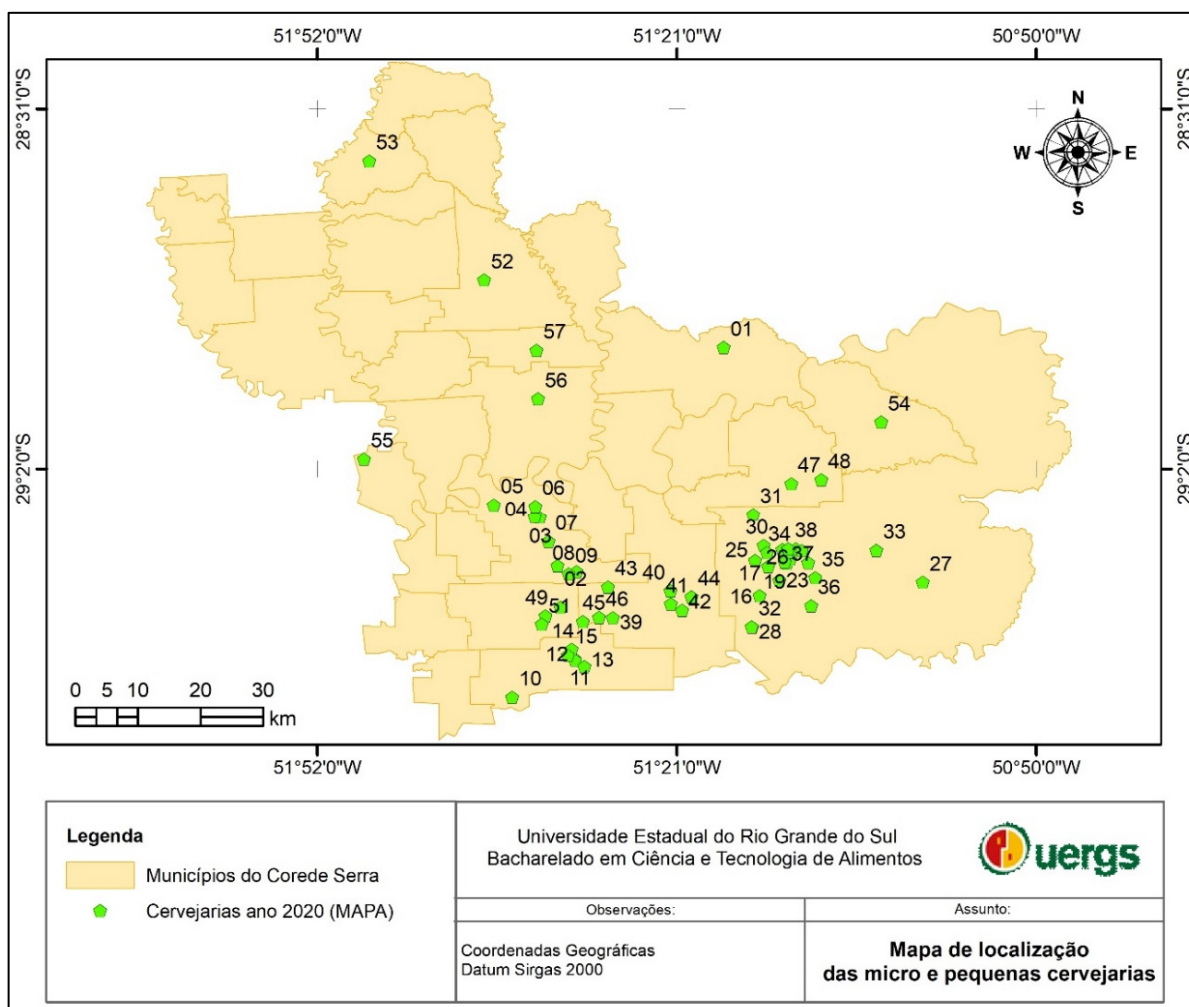 51°52'0"W
51°21'0"W
50°50'0"W
28°31'0"S
28°31'0"S
N
W
E
S
53
52
57
01
56
54
55
29°2'0"S
29°2'0"S
47
48
05
06
31
04
07
30
34
38
03
25
26
37
35
33
08
09
27
02
43
40
17
19
23
41
44
16
36
49
51
45
46
39
42
32
14
15
28
12
13
11
10
0 5 10 20 30
km
51°52'0"W
51°21'0"W
50°50'0"W
Legenda
Municípios do Corede Serra
Cervejarias ano 2020 (MAPA)
Universidade Estadual do Rio Grande do Sul
Bacharelado em Ciência e Tecnologia de Alimentos
uergs
Observações:
Assunto:
Coordenadas Geográficas
Datum Sirgas 2000
Mapa de localização
das micro e pequenas cervejarias